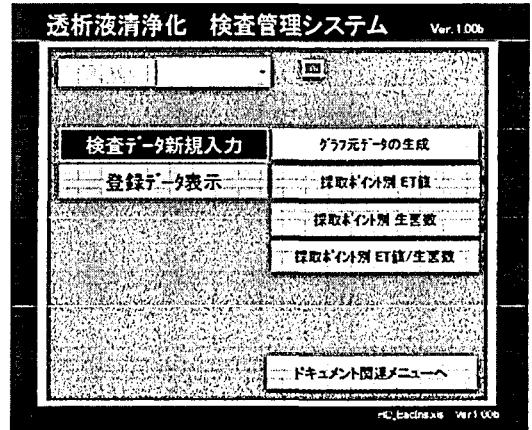 透析液清浄化 検査管理システム Ver.1.00b
検査データ新規入力
グラフ元データの生成
登録データ表示
採取ポイント別 ET値
採取ポイント別 生菌数
採取ポイント別 ET値/生菌数
ドキュメント関連メニューへ
Ver1.00b